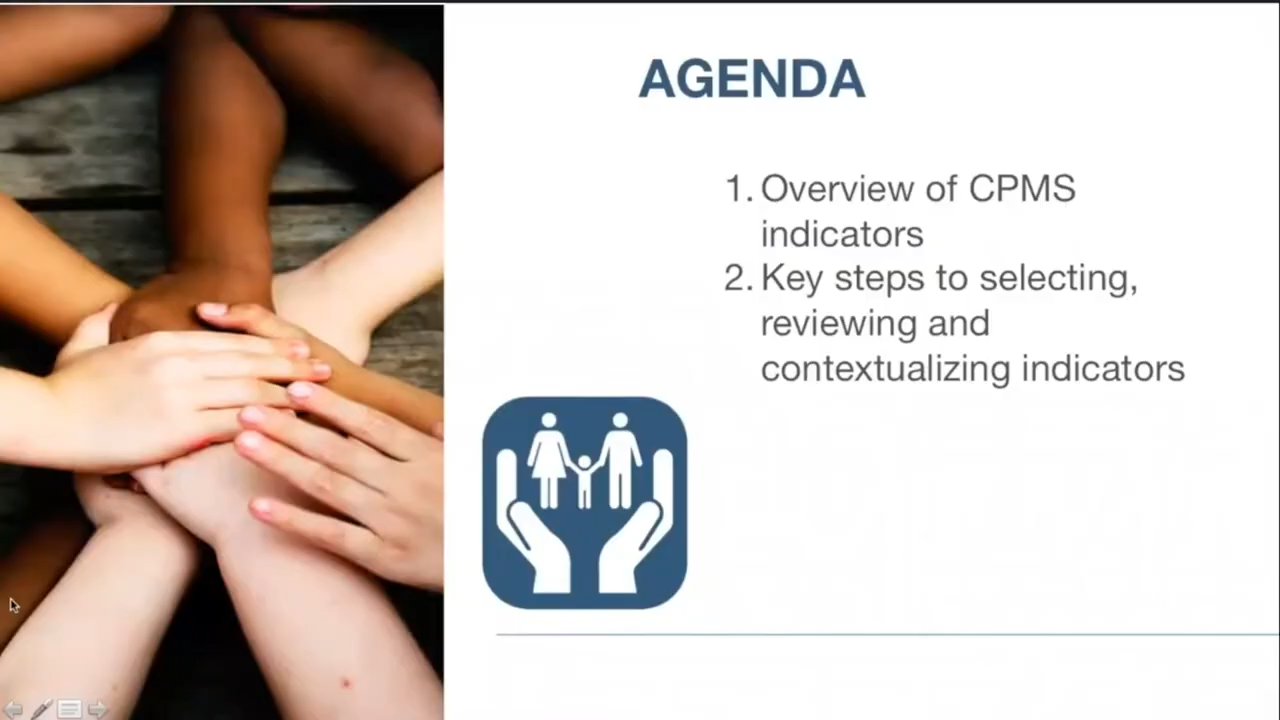 AGENDA
1. Overview of CPMS
indicators
2. Key steps to selecting,
reviewing and
contextualizing indicators